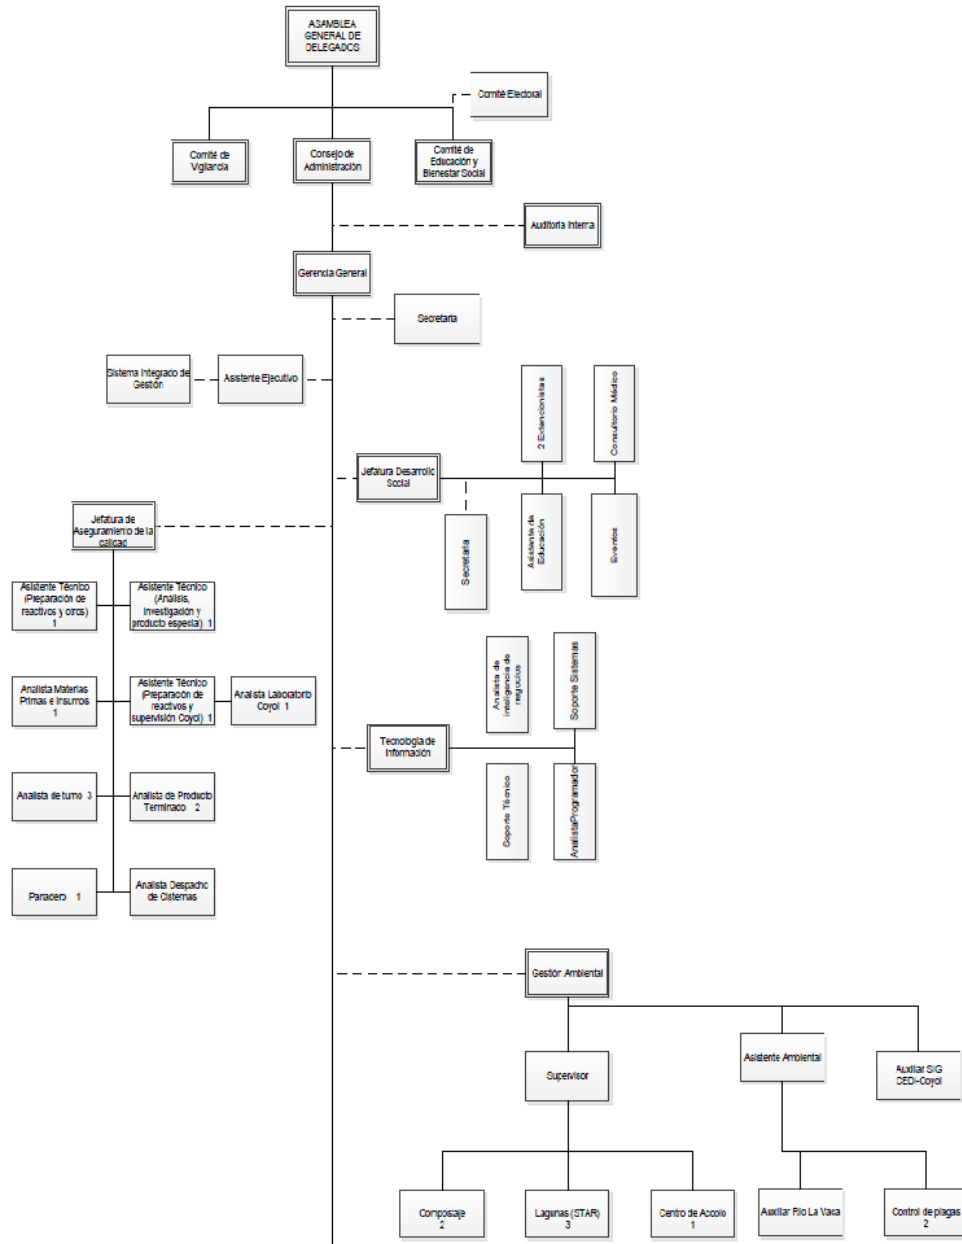 ASAMBLEA
GENERAL DE
DELEGADOS
Comité Electoral
Comité de
Vigilancia
Consejo de
Administración
Comité de
Educación y
Bienestar Social
Auditoría Interna
Gerencia General
Secretaria
Sistema Integrado de
Gestión
Asistente Ejecutivo
2 Extencionistas
Consultorio Médico
Jefatura Desarrollo
Social
Secretaria
Asistente de
Educación
Eventos
Jefatura de
Aseguramiento de la
calidad
Asistente Técnico
(Preparación de
reactivos y otros)
1
Asistente Técnico
(Análisis,
Investigación y
producto especial) 1
Analista Materias
Primas e Insumos
1
Asistente Técnico
(Preparación de
reactivos y
supervisión Coyol) 1
Analista Laboratorio
Coyol 1
Analista de turno 3
Analista de Producto
Terminado 2
Panadero 1
Analista Despacho
de Cisternas
Analista de
inteligencia de
negocios
Soporte Sistemas
Tecnología de
Información
Soporte Técnico
AnalistaProgramador
Gestión Ambiental
Supervisor
Asistente Ambiental
Auxiliar SIG
CEDI-Coyol
Compostaje
2
Lagunas (STAR)
3
Centro de Acopio
1
Auxiliar Río La Vaca
Control de plagas
2